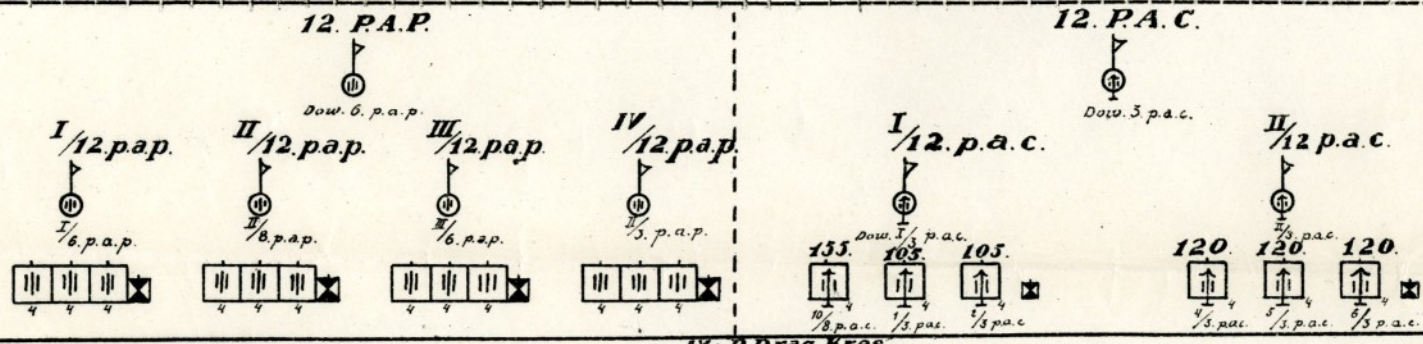 12. P.A.P.
Dow. 6. p.a.p.
I/12.p.a.p.
I/6.p.a.p.
4 4 4
II/12.p.a.p.
II/8.p.a.p.
4 4 4
III/12.p.a.p.
III/6.p.a.p.
4 4 4
IV/12.p.a.p.
II/3.p.a.p.
4 4 4
12. P.A.C.
Dow. 3.p.a.c.
I/12.p.a.c.
Dow. I/3 p.a.c.
155. 105. 105.
4 4 4
10/8.p.a.c. 1/3.pac. 2/3.pac.
II/12 p.a.c.
II/3.p.a.c.
120. 120. 120.
4 4 4
4/3.pac. 5/3.p.a.c. 6/3 p.a.c.